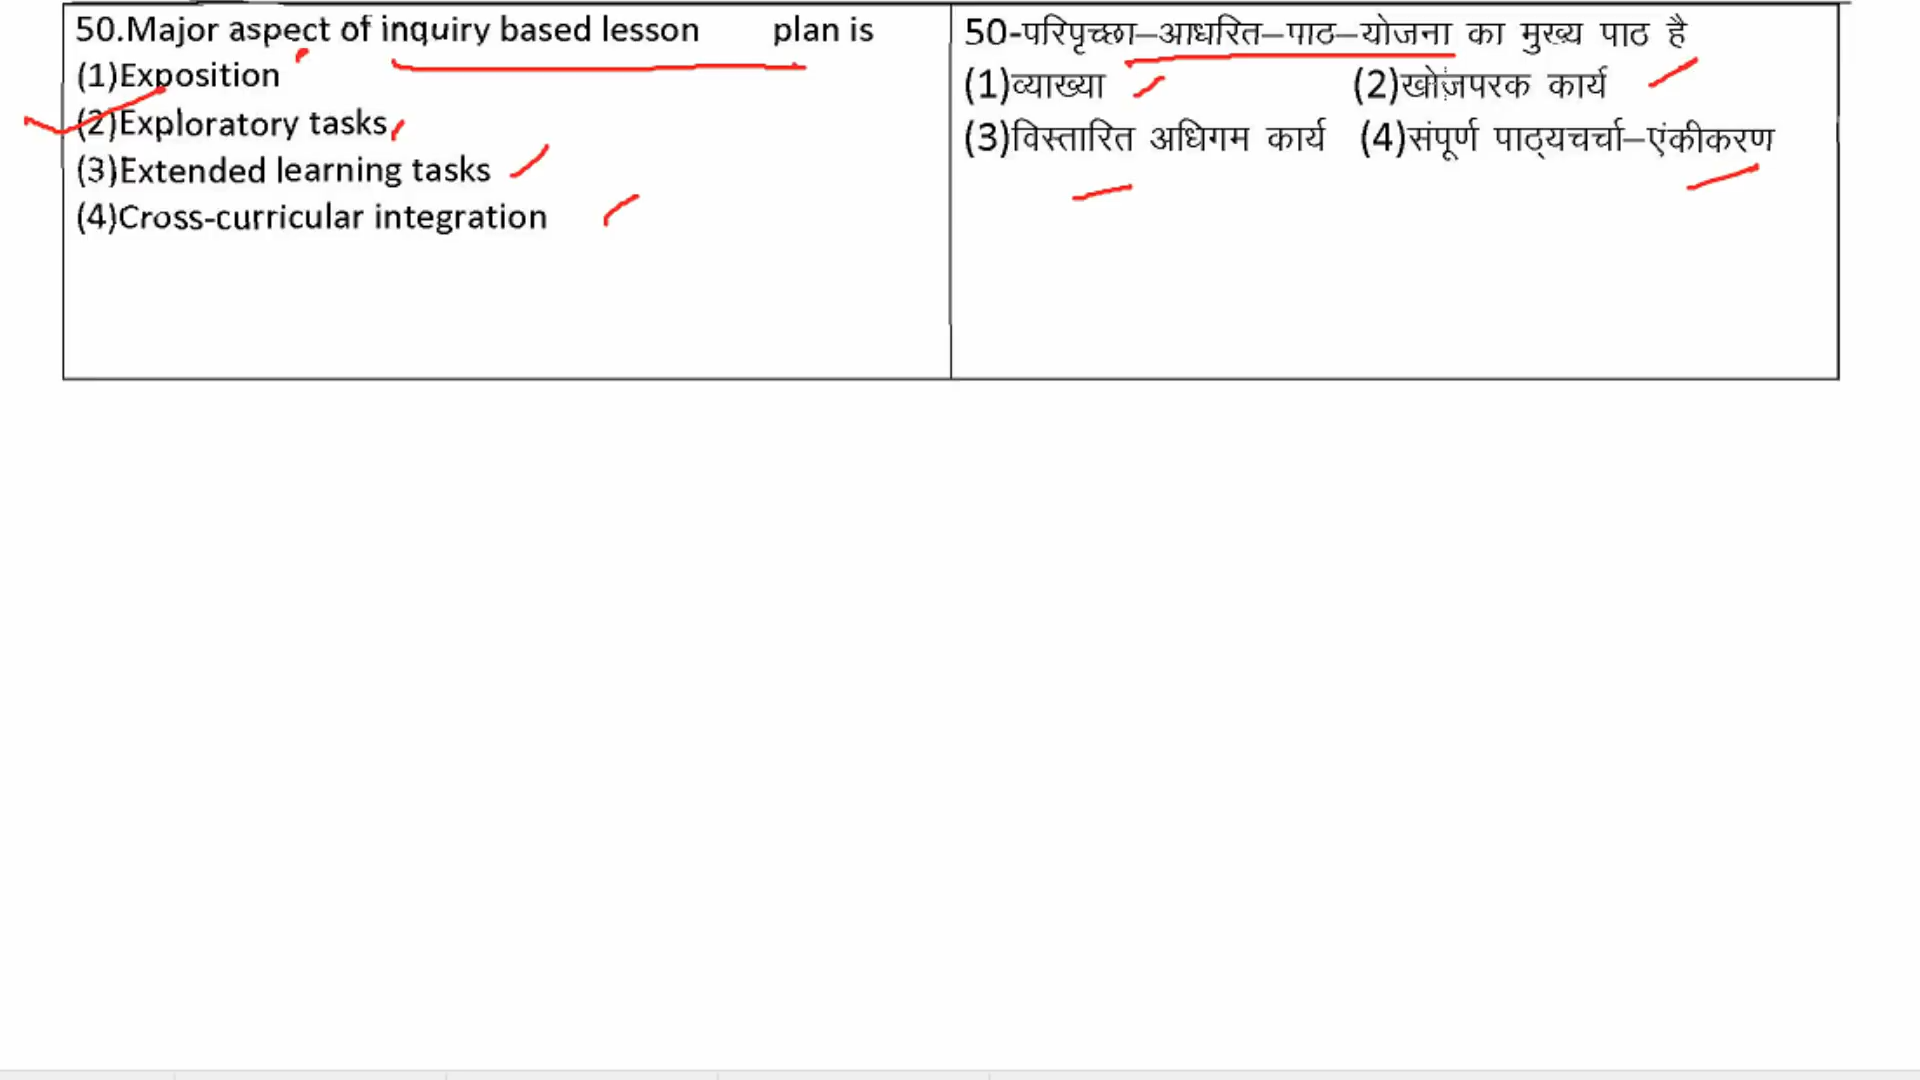 50.Major aspect of inquiry based lesson plan is
(1)Exposition
(2)Exploratory tasks
(3)Extended learning tasks
(4)Cross-curricular integration
50-परिपृच्छा–आधरित–पाठ–योजना का मुख्य पाठ है
(1)व्याख्या (2)खोजपरक कार्य
(3)विस्तारित अधिगम कार्य (4)संपूर्ण पाठ्यचर्चा–एंकीकरण